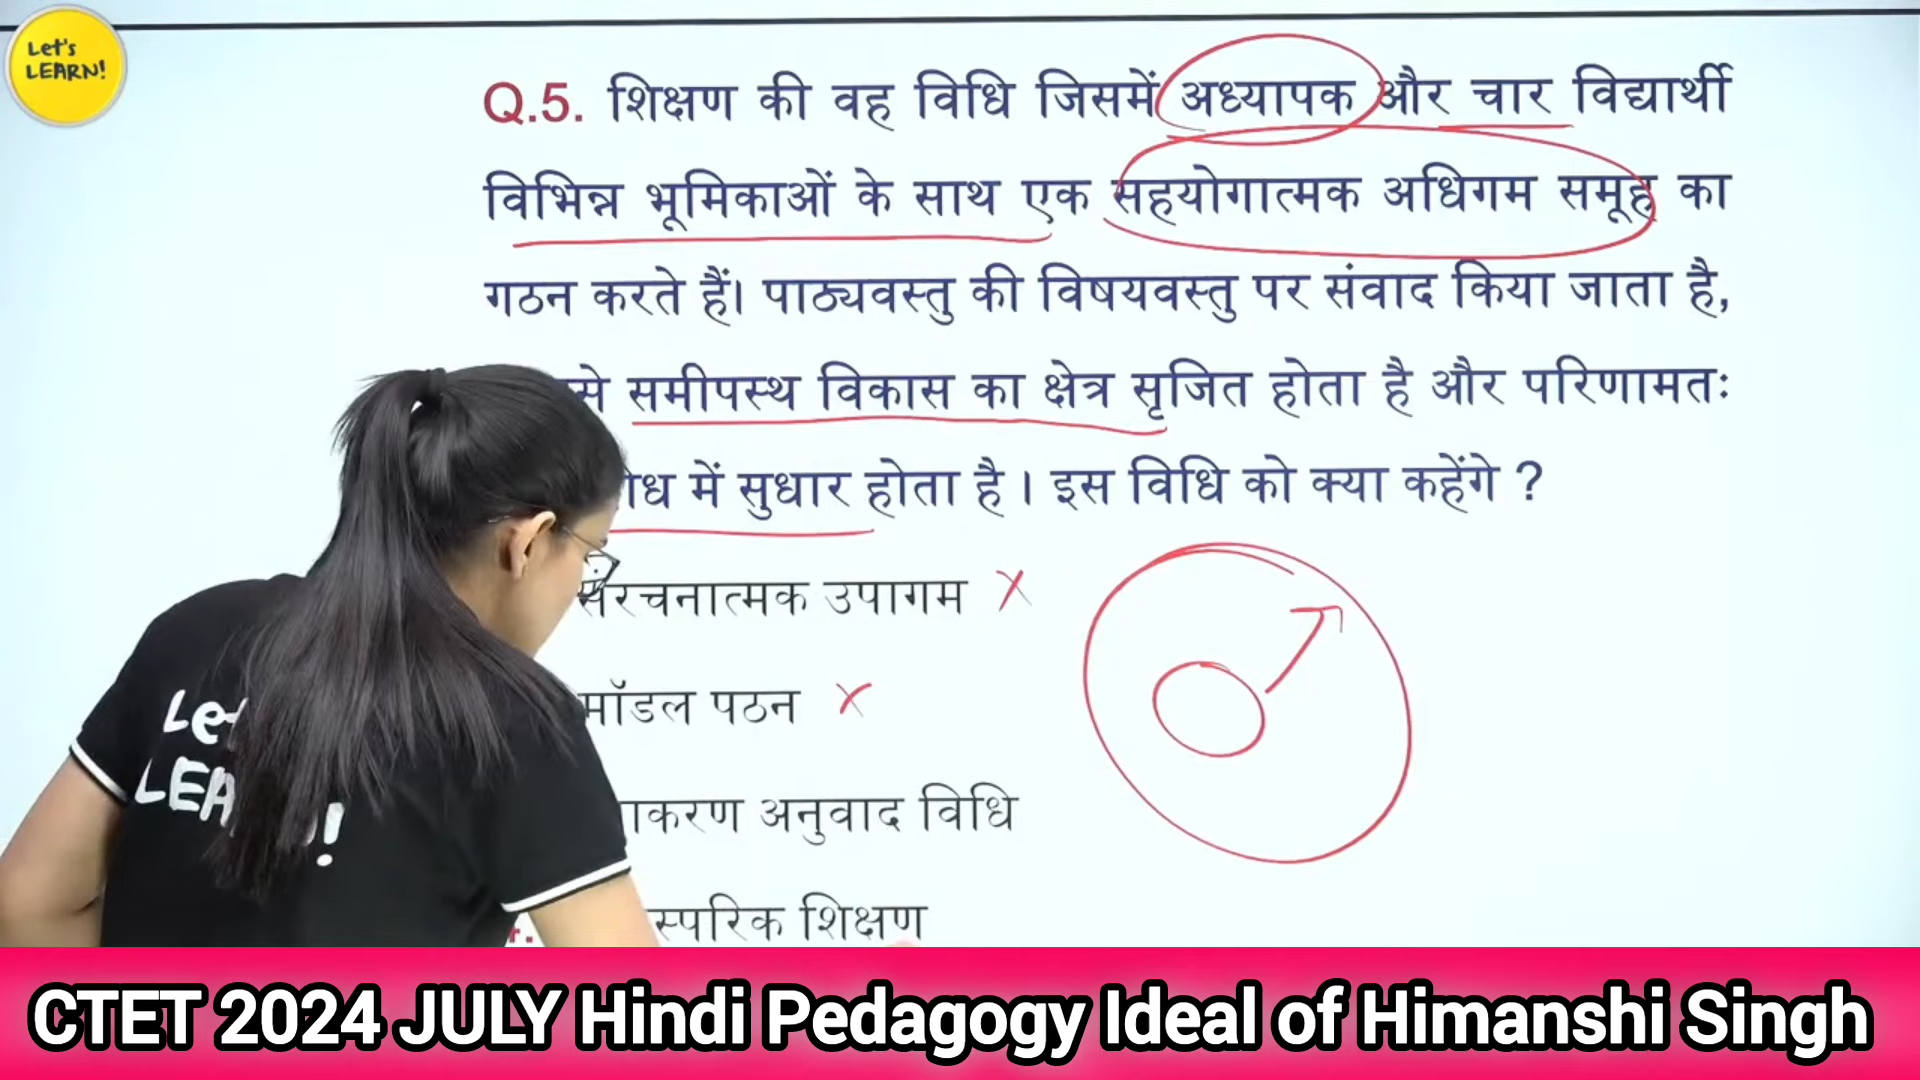 Let's
LEARN!
Q.5. शिक्षण की वह विधि जिसमें अध्यापक और चार विद्यार्थी
विभिन्न भूमिकाओं के साथ एक सहयोगात्मक अधिगम समूह का
गठन करते हैं। पाठ्यवस्तु की विषयवस्तु पर संवाद किया जाता है,
समीपस्थ विकास का क्षेत्र सृजित होता है और परिणामतः
में सुधार होता है । इस विधि को क्या कहेंगे ?
संरचनात्मक उपागम
मॉडल पठन
अनुवाद विधि
शिक्षण
CTET 2024 JULY Hindi Pedagogy Ideal of Himanshi Singh